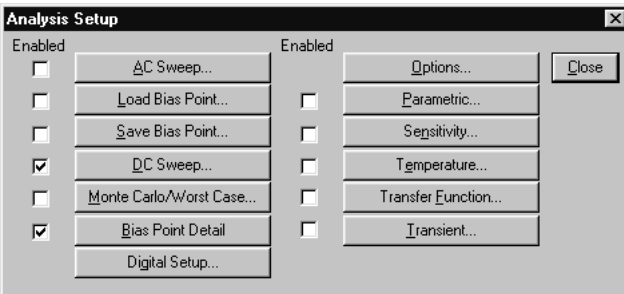 Analysis Setup
Enabled Enabled
AC Sweep... Options... Close
Load Bias Point... Parametric...
Save Bias Point... Sensitivity...
DC Sweep... Temperature...
Monte Carlo/Worst Case... Transfer Function...
Bias Point Detail Transient...
Digital Setup...